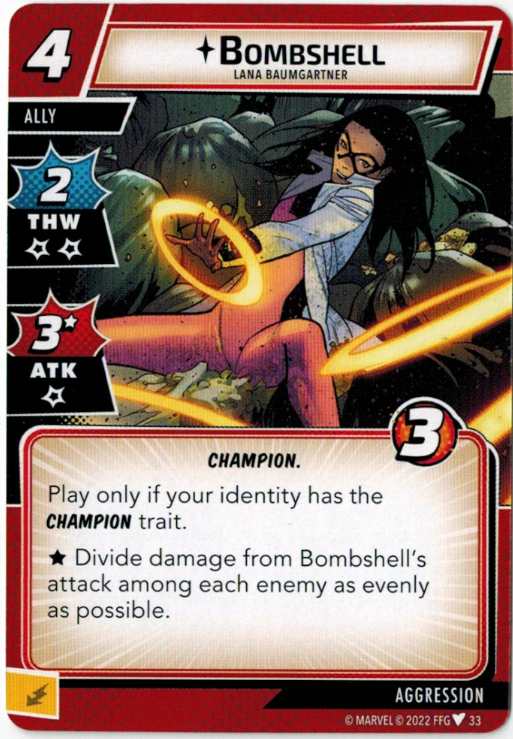 4
BOMBSHELL
LANA BAUMGARTNER
ALLY
2
THW
3
ATK
3
CHAMPION.
Play only if your identity has the
CHAMPION trait.
★ Divide damage from Bombshell's
attack among each enemy as evenly
as possible.
AGGRESSION
© MARVEL © 2022 FFG 33